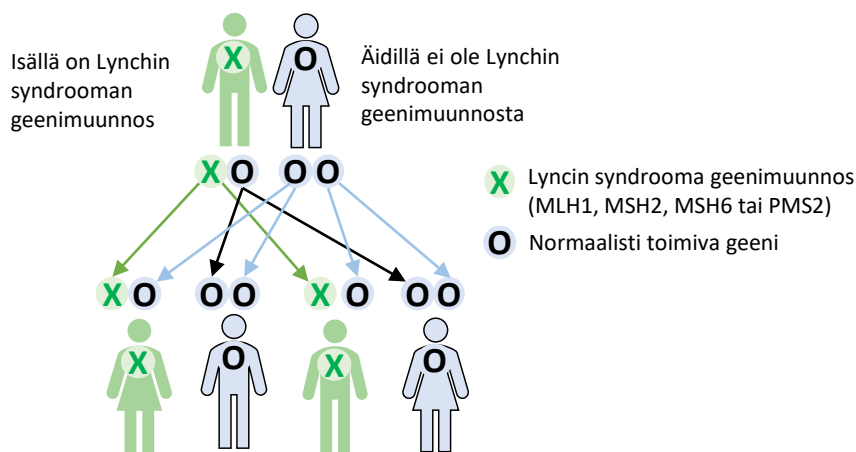 Isällä on Lynchin
syndrooman
geenimuunnos
X
O
Äidillä ei ole Lynchin
syndrooman
geenimuunnosta
X O O O
X Lyncin syndrooma geenimuunnos
(MLH1, MSH2, MSH6 tai PMS2)
O Normaalisti toimiva geeni
X O O O X O O O
X O X O